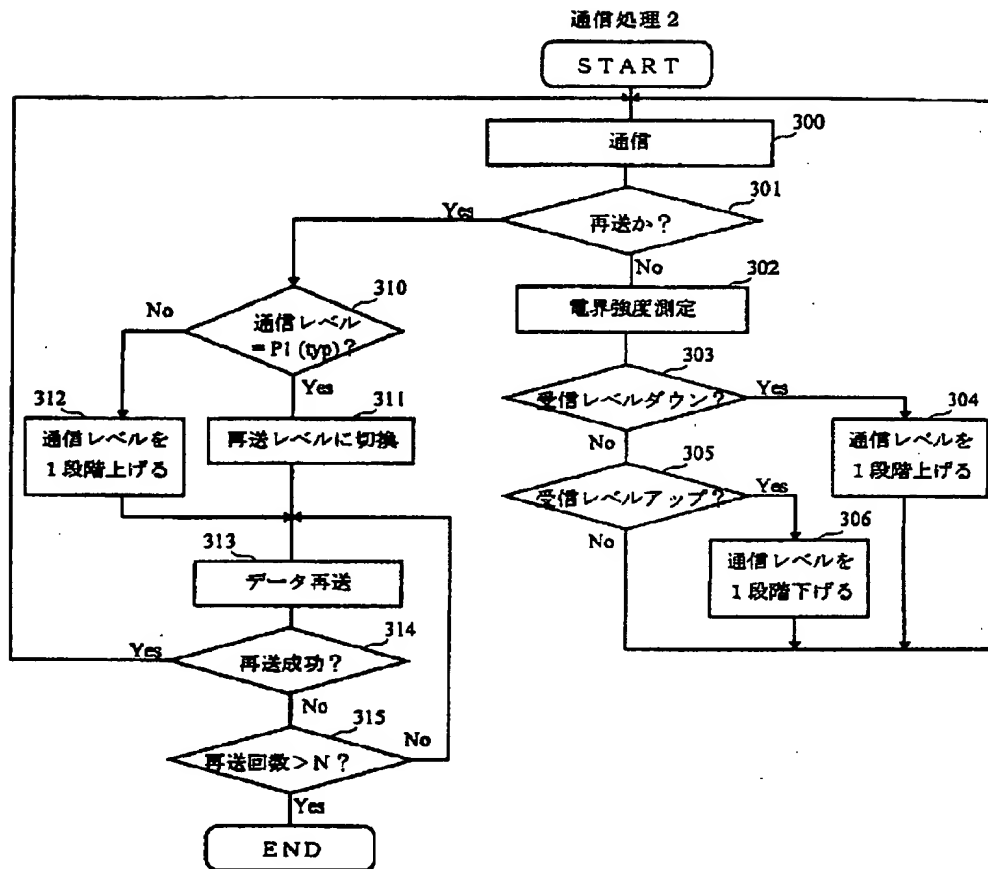 通信処理2
START
300
通信
301
再送か?
Yes
No
302
電界強度測定
303
受信レベルダウン?
Yes
No
304
通信レベルを
1段階上げる
305
受信レベルアップ?
Yes
No
306
通信レベルを
1段階下げる
310
通信レベル
= P1 (typ)?
No
Yes
312
通信レベルを
1段階上げる
311
再送レベルに切換
313
データ再送
314
再送成功?
Yes
No
315
再送回数>N?
No
Yes
END